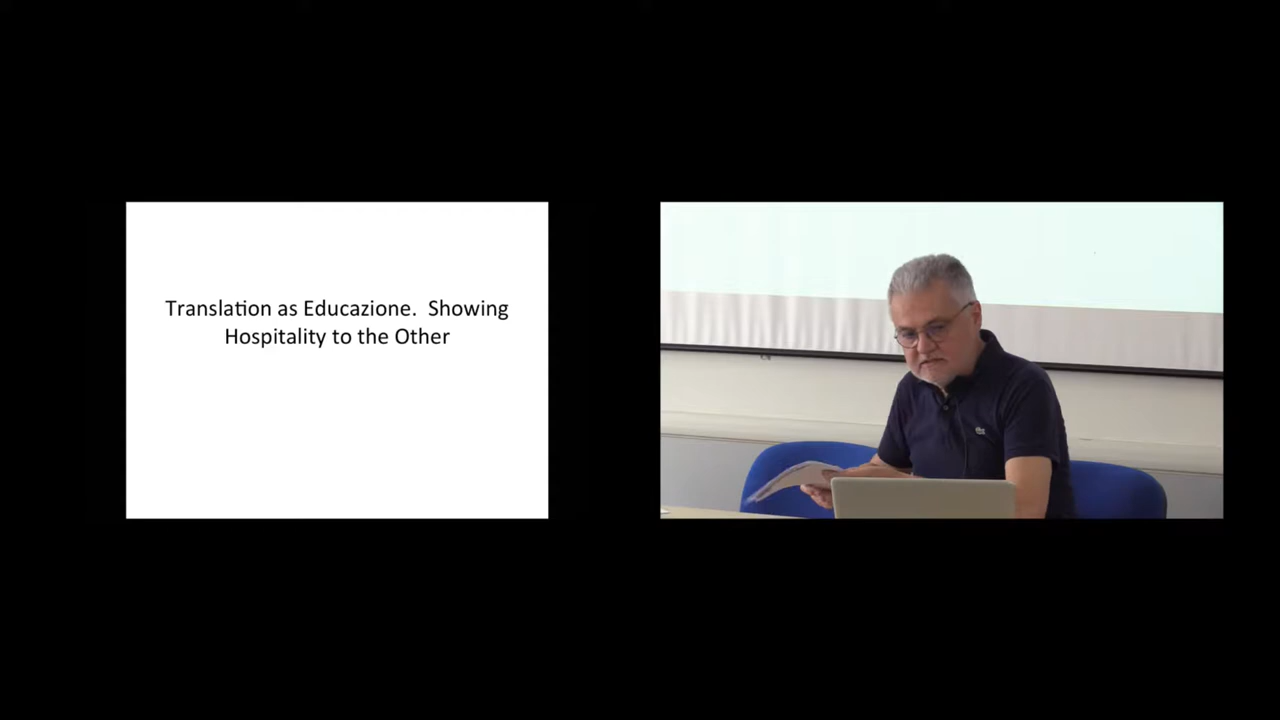 Translation as Educazione.  Showing
Hospitality to the Other